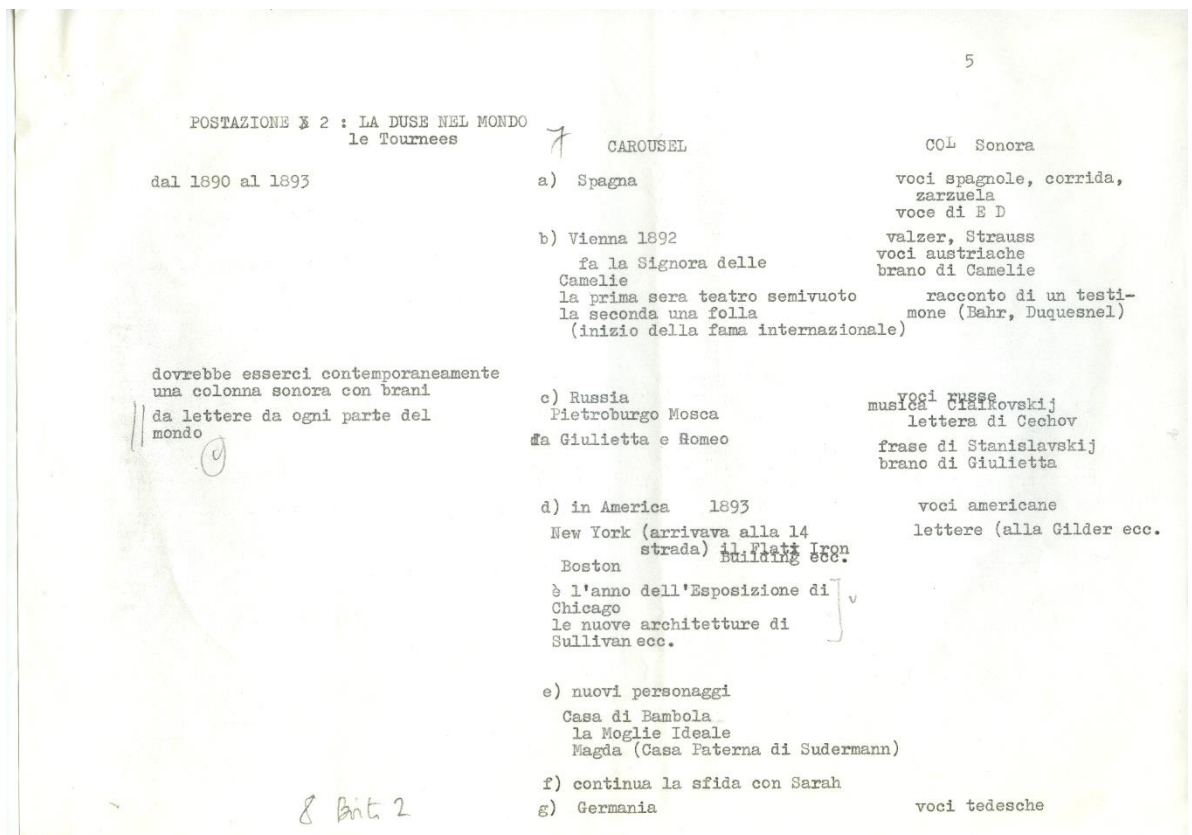 5
POSTAZIONE 2 : LA DUSE NEL MONDO
le Tournees
7
CAROUSEL
COL Sonora
dal 1890 al 1893
a) Spagna
voci spagnole, corrida,
zarzuela
voce di E D
b) Vienna 1892
fa la Signora delle
Camelie
la prima sera teatro semivuoto
la seconda una folla
(inizio della fama internazionale)
valzer, Strauss
voci austriache
brano di Camelie
racconto di un testi-
mone (Bahr, Duquesnel)
dovrebbe esserci contemporaneamente
una colonna sonora con brani
da lettere da ogni parte del
mondo
c) Russia
Pietroburgo Mosca
fa Giulietta e Romeo
voci russe
musica Ciaikovskij
lettera di Cechov
frase di Stanislavskij
brano di Giulietta
d) in America 1893
New York (arrivava alla 14
strada) il Flatt Iron
Building ecc.
Boston
è l'anno dell'Esposizione di
Chicago
le nuove architetture di
Sullivan ecc.
voci americane
lettere (alla Gilder ecc.
e) nuovi personaggi
Casa di Bambola
la Moglie Ideale
Magda (Casa Paterna di Sudermann)
f) continua la sfida con Sarah
g) Germania
voci tedesche
8 2